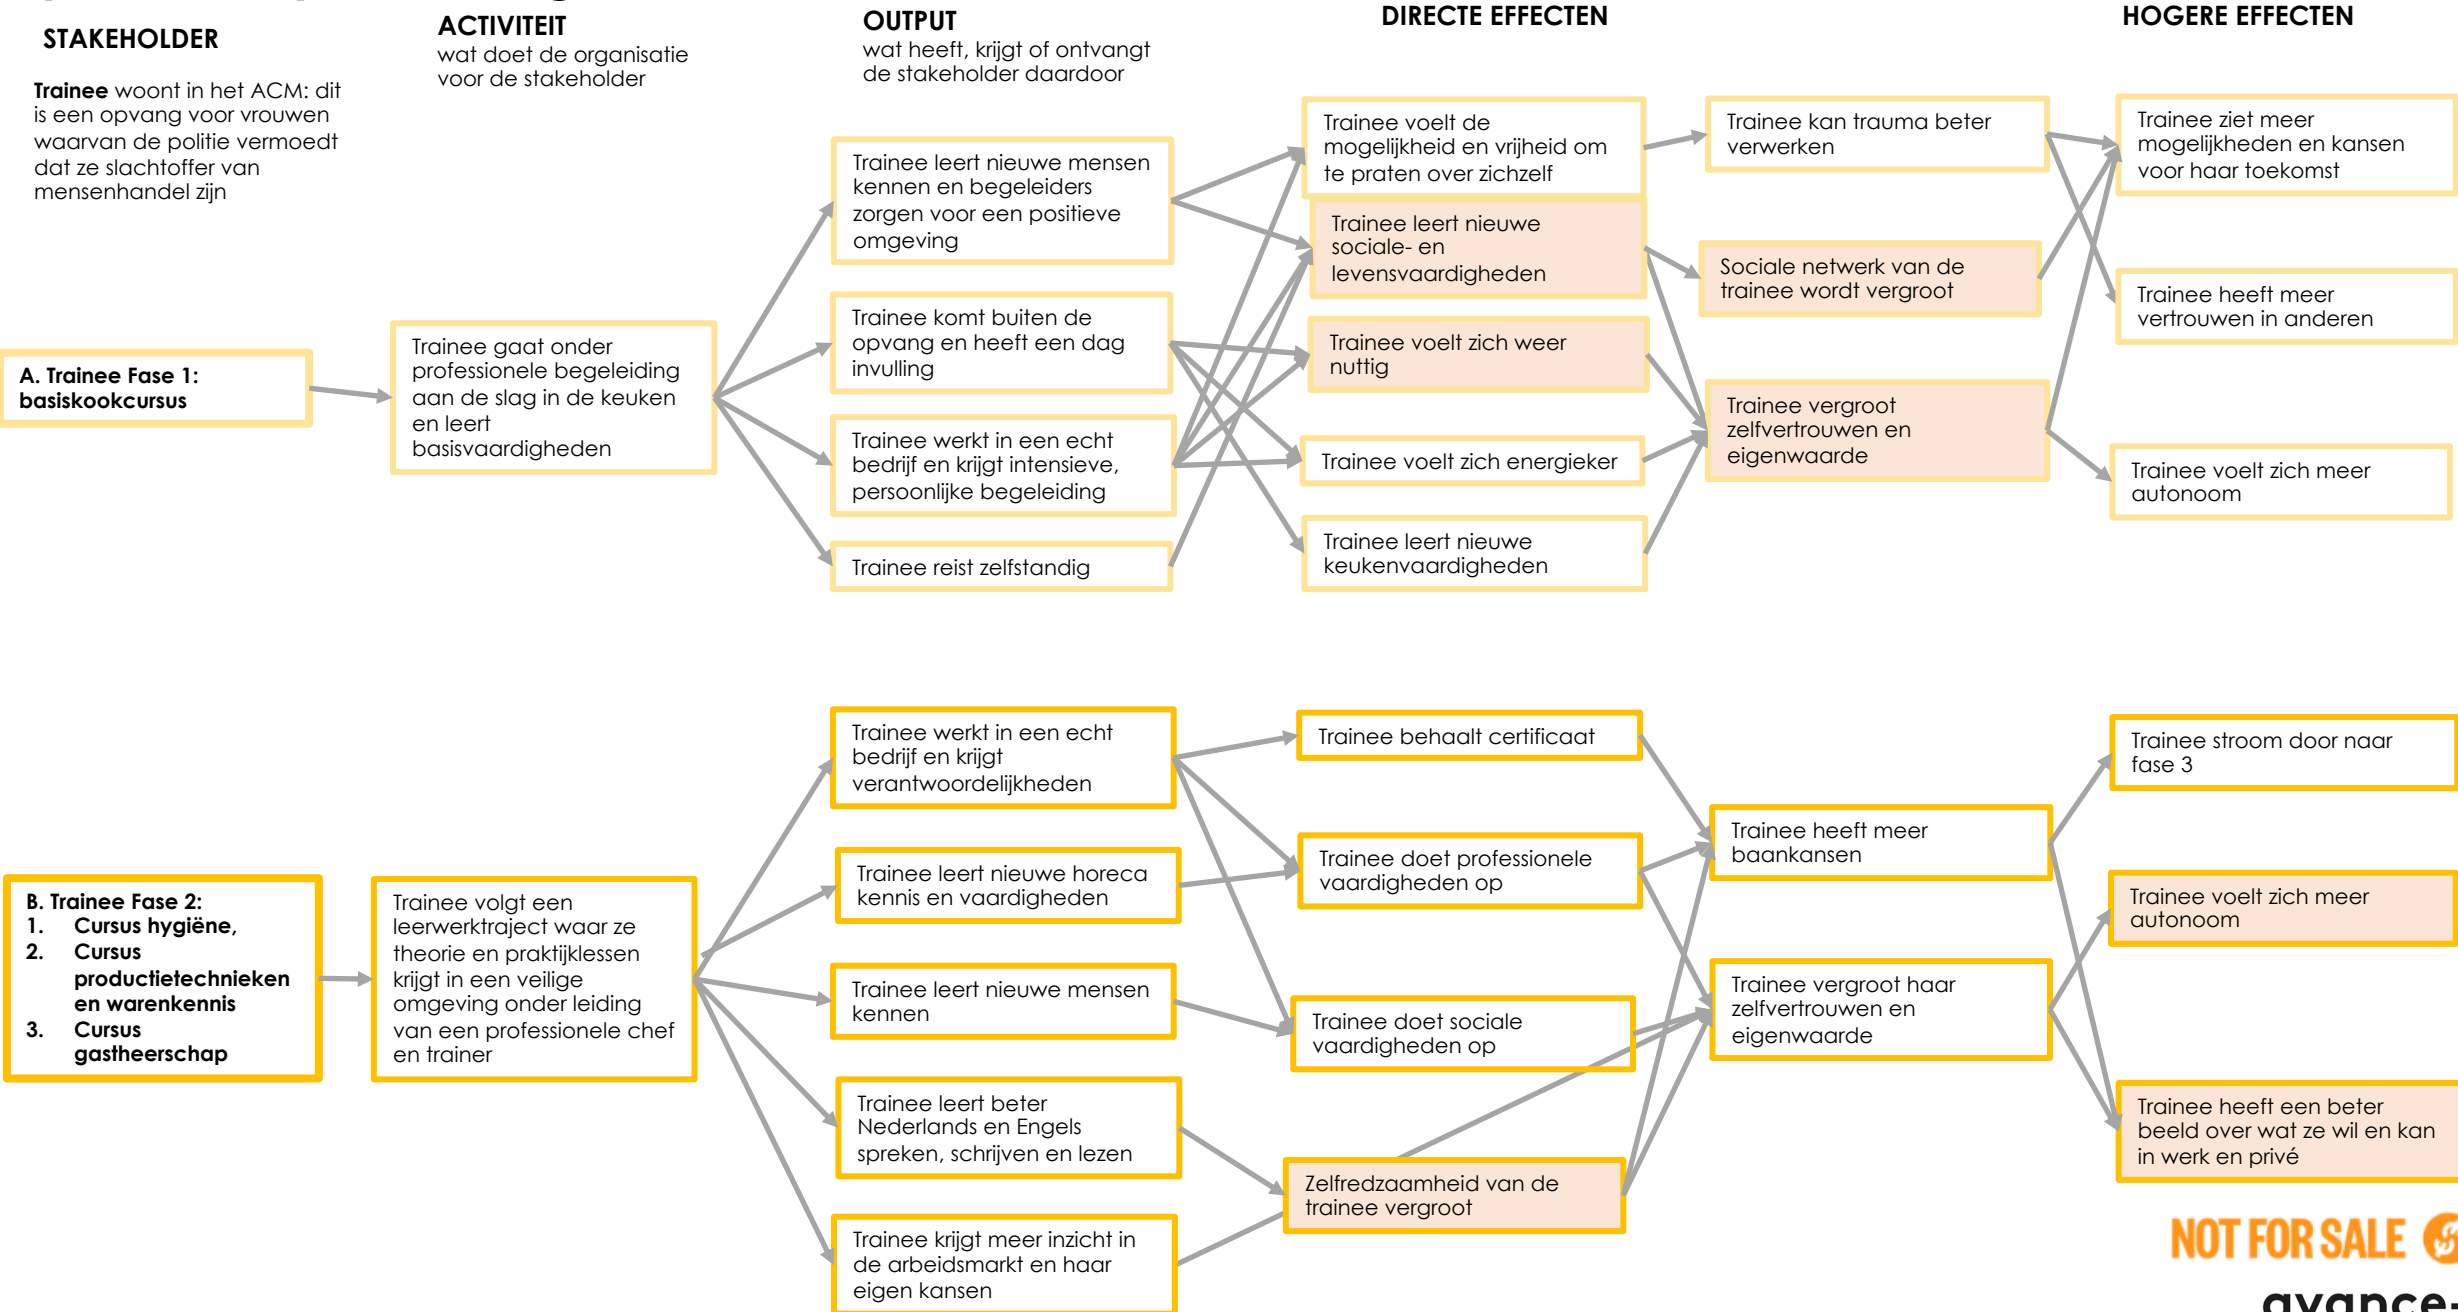 STAKEHOLDER
Trainee woont in het ACM: dit
is een opvang voor vrouwen
waarvan de politie vermoedt
dat ze slachtoffer van
mensenhandel zijn
ACTIVITEIT
wat doet de organisatie
voor de stakeholder
OUTPUT
wat heeft, krijgt of ontvangt
de stakeholder daardoor
DIRECTE EFFECTEN
HOGERE EFFECTEN
A. Trainee Fase 1:
basiskookcursus
Trainee gaat onder
professionele begeleiding
aan de slag in de keuken
en leert
basisvaardigheden
Trainee leert nieuwe mensen
kennen en begeleiders
zorgen voor een positieve
omgeving
Trainee komt buiten de
opvang en heeft een dag
invulling
Trainee werkt in een echt
bedrijf en krijgt intensieve,
persoonlijke begeleiding
Trainee reist zelfstandig
Trainee voelt de
mogelijkheid en vrijheid om
te praten over zichzelf
Trainee leert nieuwe
sociale- en
levensvaardigheden
Trainee voelt zich weer
nuttig
Trainee voelt zich energieker
Trainee leert nieuwe
keukenvaardigheden
Trainee kan trauma beter
verwerken
Sociale netwerk van de
trainee wordt vergroot
Trainee vergroot
zelfvertrouwen en
eigenwaarde
Trainee ziet meer
mogelijkheden en kansen
voor haar toekomst
Trainee heeft meer
vertrouwen in anderen
Trainee voelt zich meer
autonoom
B. Trainee Fase 2:
1. Cursus hygiëne,
2. Cursus
productietechnieken
en warenkennis
3. Cursus
gastheerschap
Trainee volgt een
leerwerktraject waar ze
theorie en praktijklessen
krijgt in een veilige
omgeving onder leiding
van een professionele chef
en trainer
Trainee werkt in een echt
bedrijf en krijgt
verantwoordelijkheden
Trainee leert nieuwe horeca
kennis en vaardigheden
Trainee leert nieuwe mensen
kennen
Trainee leert beter
Nederlands en Engels
spreken, schrijven en lezen
Trainee krijgt meer inzicht in
de arbeidsmarkt en haar
eigen kansen
Trainee behaalt certificaat
Trainee doet professionele
vaardigheden op
Trainee doet sociale
vaardigheden op
Zelfredzaamheid van de
trainee vergroot
Trainee heeft meer
baankansen
Trainee vergroot haar
zelfvertrouwen en
eigenwaarde
Trainee stroom door naar
fase 3
Trainee voelt zich meer
autonoom
Trainee heeft een beter
beeld over wat ze wil en kan
in werk en privé
NOT FOR SALE
avance-